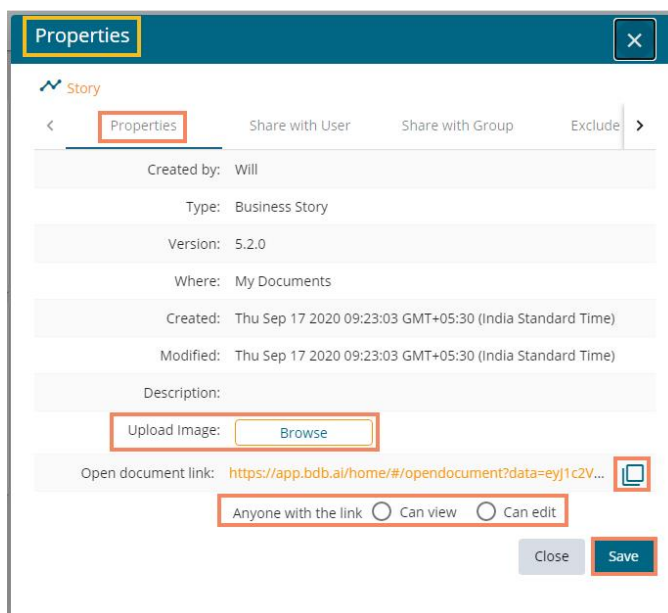 Properties
Story
Properties Share with User Share with Group Exclude
Created by: Will
Type: Business Story
Version: 5.2.0
Where: My Documents
Created: Thu Sep 17 2020 09:23:03 GMT+05:30 (India Standard Time)
Modified: Thu Sep 17 2020 09:23:03 GMT+05:30 (India Standard Time)
Description:
Upload Image: Browse
Open document link: https://app.bdb.ai/home/#/opendocument?data=eyJ1c2V...
Anyone with the link Can view Can edit
Close Save